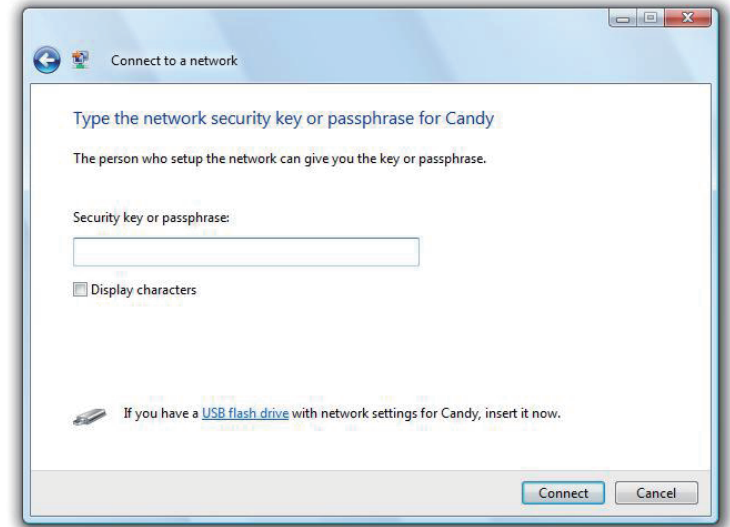 Connect to a network
Type the network security key or passphrase for Candy
The person who setup the network can give you the key or passphrase.
Security key or passphrase:
Display characters
If you have a USB flash drive with network settings for Candy, insert it now.
Connect Cancel